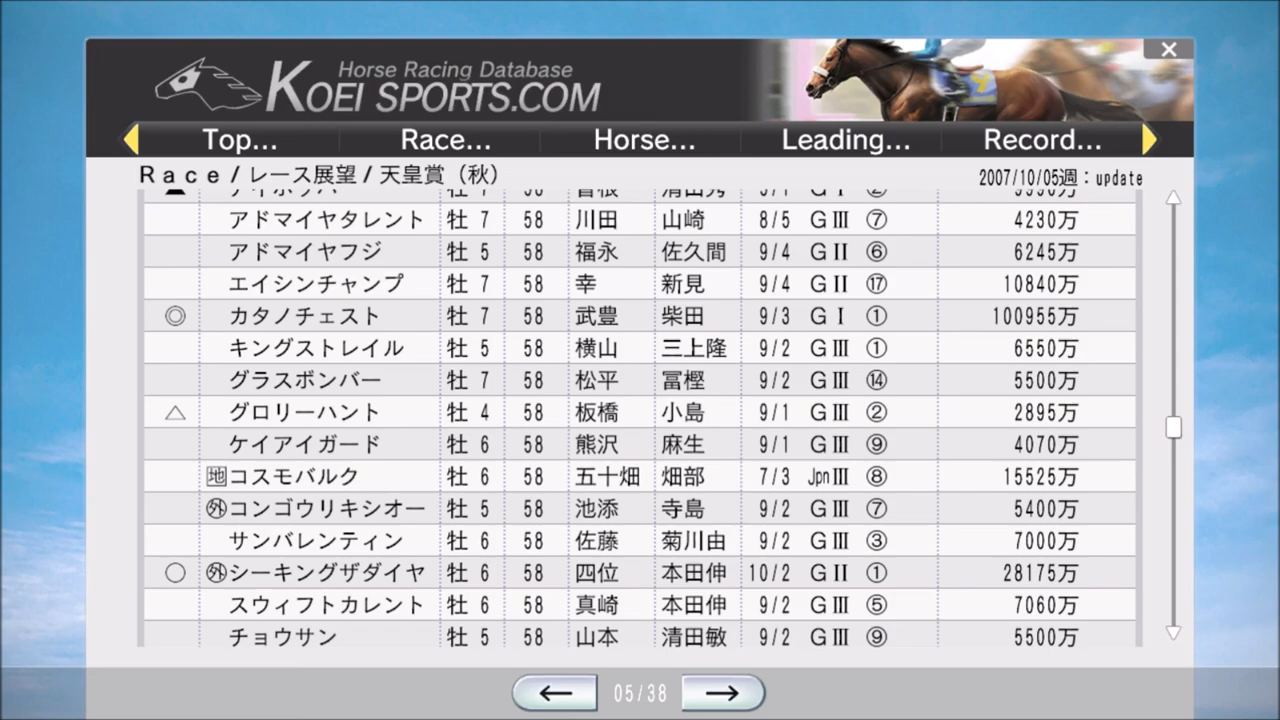 Horse Racing Database
KOEI SPORTS.COM
Top... Race... Horse... Leading... Record...
Race / レース展望 / 天皇賞（秋） 2007/10/05週：update
アドマイヤタレント 牡 7 58 川田 山崎 8/5 GⅢ ⑦ 4230万
アドマイヤフジ 牡 5 58 福永 佐久間 9/4 GⅡ ⑥ 6245万
エイシンチャンプ 牡 7 58 幸 新見 9/4 GⅡ ⑰ 10840万
◎ カタノチェスト 牡 7 58 武豊 柴田 9/3 GⅠ ① 100955万
キングストレイル 牡 5 58 横山 三上隆 9/2 GⅢ ① 6550万
グラスボンバー 牡 7 58 松平 冨樫 9/2 GⅢ ⑭ 5500万
△ グロリーハント 牡 4 58 板橋 小島 9/1 GⅢ ② 2895万
ケイアイガード 牡 6 58 熊沢 麻生 9/1 GⅢ ⑨ 4070万
地コスモバルク 牡 6 58 五十畑 畑部 7/3 JpnⅢ ⑧ 15525万
外コンゴウリキシオー 牡 5 58 池添 寺島 9/2 GⅢ ⑦ 5400万
サンバレンティン 牡 6 58 佐藤 菊川由 9/2 GⅢ ③ 7000万
○ 外シーキングザダイヤ 牡 6 58 四位 本田伸 10/2 GⅡ ① 28175万
スウィフトカレント 牡 6 58 真崎 本田伸 9/2 GⅢ ⑤ 7060万
チョウサン 牡 5 58 山本 清田敏 9/2 GⅢ ⑨ 5500万
← 05/38 →